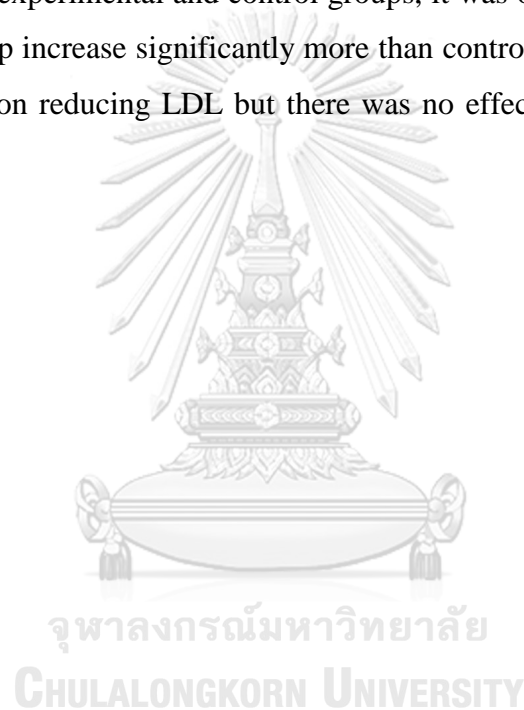 experimental and control groups, it was
p increase significantly more than contro
on reducing LDL but there was no effec
จุฬาลงกรณ์มหาวิทยาลัย
CHULALONGKORN UNIVERSITY